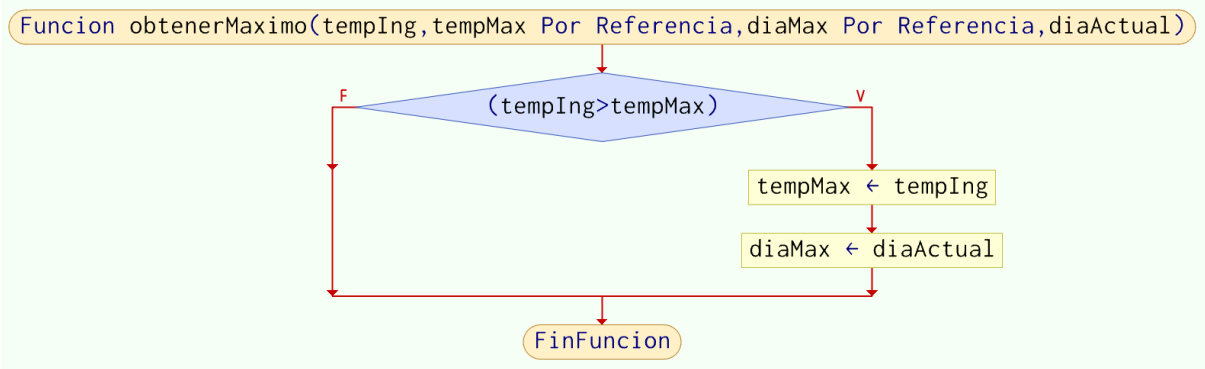 Funcion obtenerMaximo(tempIng,tempMax Por Referencia,diaMax Por Referencia,diaActual)
F
(tempIng>tempMax)
V
tempMax ← tempIng
diaMax ← diaActual
FinFuncion